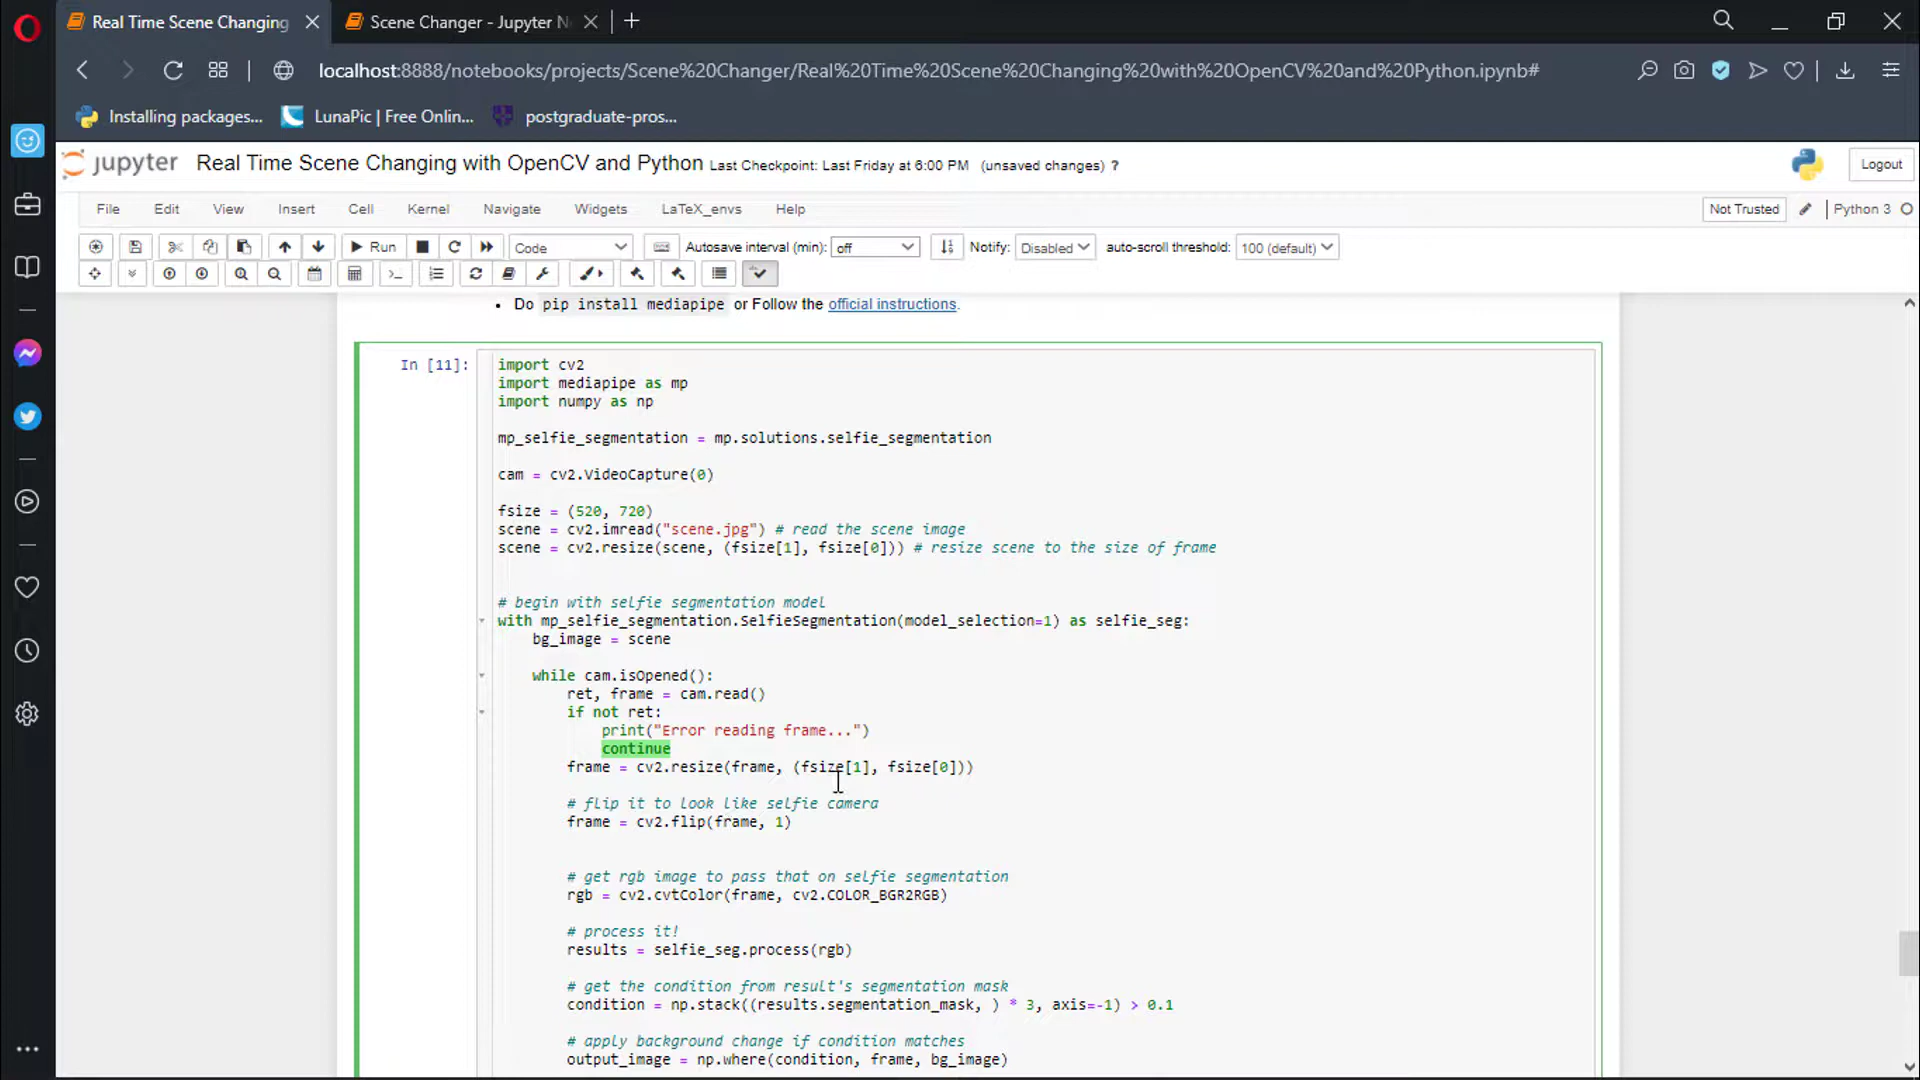 Real Time Scene Changing
Scene Changer - Jupyter N
localhost:8888/notebooks/projects/Scene%20Changer/Real%20Time%20Scene%20Changing%20with%20OpenCV%20and%20Python.ipynb#
Installing packages... LunaPic | Free Onlin... postgraduate-pros...
jupyter Real Time Scene Changing with OpenCV and Python Last Checkpoint: Last Friday at 6:00 PM (unsaved changes) ? Logout
File Edit View Insert Cell Kernel Navigate Widgets LaTeX_envs Help Not Trusted Python 3
Run Code Autosave interval (min): off Notify: Disabled auto-scroll threshold: 100 (default)
• Do pip install mediapipe or Follow the official instructions.
In [11]:
import cv2
import mediapipe as mp
import numpy as np
mp_selfie_segmentation = mp.solutions.selfie_segmentation
cam = cv2.VideoCapture(0)
fsize = (520, 720)
scene = cv2.imread("scene.jpg") # read the scene image
scene = cv2.resize(scene, (fsize[1], fsize[0])) # resize scene to the size of frame
# begin with selfie segmentation model
with mp_selfie_segmentation.SelfieSegmentation(model_selection=1) as selfie_seg:
bg_image = scene
while cam.isOpened():
ret, frame = cam.read()
if not ret:
print("Error reading frame...")
continue
frame = cv2.resize(frame, (fsize[1], fsize[0]))
# flip it to look like selfie camera
frame = cv2.flip(frame, 1)
# get rgb image to pass that on selfie segmentation
rgb = cv2.cvtColor(frame, cv2.COLOR_BGR2RGB)
# process it!
results = selfie_seg.process(rgb)
# get the condition from result's segmentation mask
condition = np.stack((results.segmentation_mask, ) * 3, axis=-1) > 0.1
# apply background change if condition matches
output_image = np.where(condition, frame, bg_image)